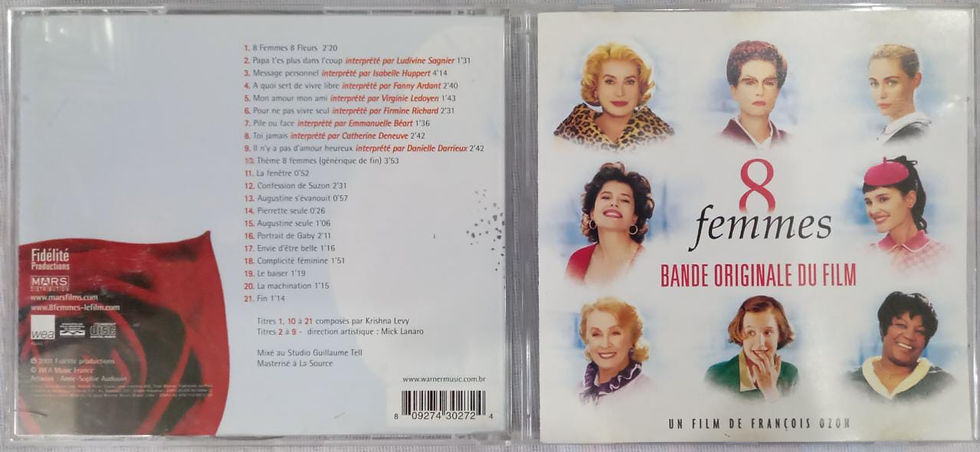 1. 8 Femmes 8 Fleurs 2'20
2. Papa t'es plus dans l'coup interprété par Ludivine Sagnier 1'31
3. Message personnel interprété par Isabelle Huppert 4'14
4. A quoi sert de vivre libre interprété par Fanny Ardant 2'40
5. Mon amour mon ami interprété par Virginie Ledoyen 1'43
6. Pour ne pas vivre seul interprété par Firmine Richard 2'31
7. Pile ou face interprété par Emmanuelle Béart 1'36
8. Toi jamais interprété par Catherine Deneuve 2'42
9. Il n'y a pas d'amour heureux interprété par Danielle Darrieux 2'42
10. Thème 8 femmes (générique de fin) 3'53
11. La fenêtre 0'52
12. Confession de Suzon 2'31
13. Augustine s'évanouit 0'57
14. Pierrette seule 0'26
15. Augustine seule 1'06
16. Portrait de Gaby 2'11
17. Envie d'être belle 1'16
18. Complicité féminine 1'51
19. Le baiser 1'19
20. La machination 1'15
21. Fin 1'14
Titres 1, 10 à 21 composés par Krishna Levy
Titres 2 à 9 - direction artistique : Mick Lanaro
Mixé au Studio Guillaume Tell
Masterisé à La Source
Fidélité
Productions
MARS
www.marsfilms.com
www.8femmes-lefilm.com
wea
Fidélité productions
WEA Music France
Artwork : Anne-Sophie
www.warnermusic.com.br
8 09274 30272 4
8
femmes
BANDE ORIGINALE DU FILM
UN FILM DE FRANÇOIS OZON